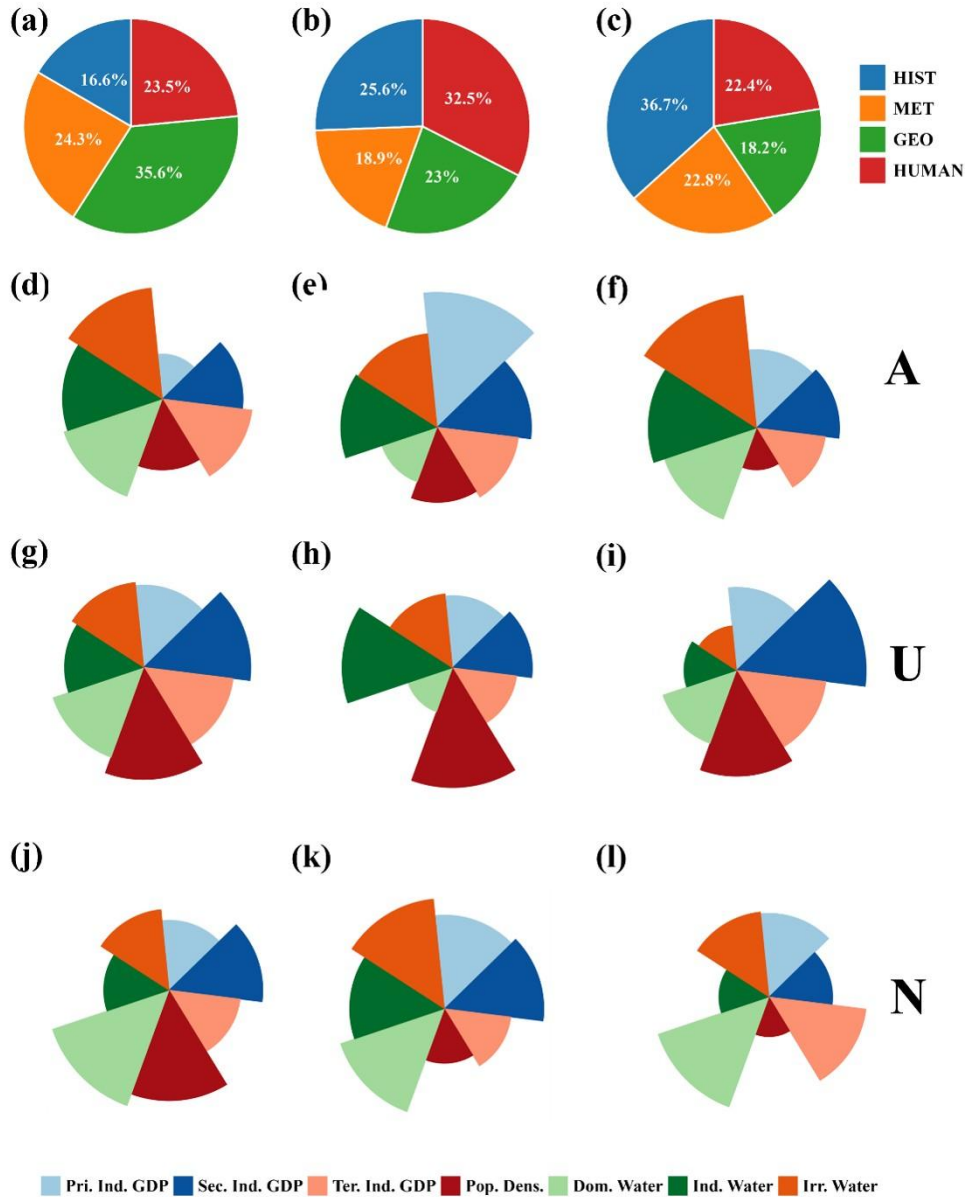 (a) (b) (c)
16.6% 23.5% 24.3% 35.6%
25.6% 32.5% 18.9% 23%
36.7% 22.4% 18.2% 22.8%
HIST
MET
GEO
HUMAN
(d) (e) (f)
A
(g) (h) (i)
U
(j) (k) (l)
N
Pri. Ind. GDP Sec. Ind. GDP Ter. Ind. GDP Pop. Dens. Dom. Water Ind. Water Irr. Water